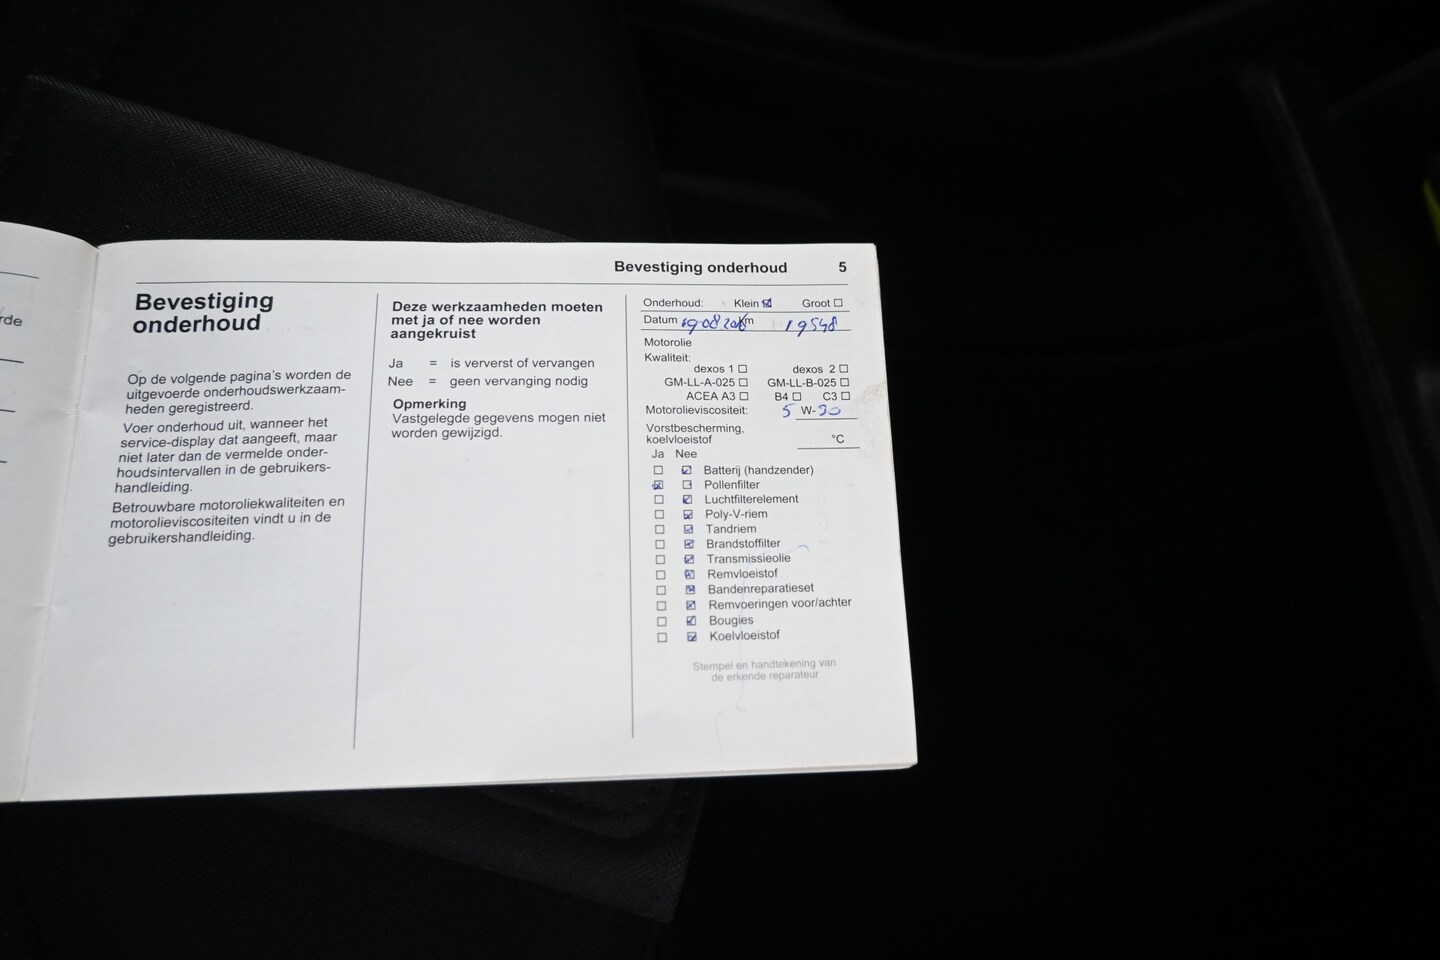 rde
Bevestiging onderhoud 5
Bevestiging
onderhoud
Op de volgende pagina's worden de
uitgevoerde onderhoudswerkzaam-
heden geregistreerd.
Voer onderhoud uit, wanneer het
service-display dat aangeeft, maar
niet later dan de vermelde onder-
houdsintervallen in de gebruikers-
handleiding.
Betrouwbare motoroliekwaliteiten en
motorolieviscositeiten vindt u in de
gebruikershandleiding.
Deze werkzaamheden moeten
met ja of nee worden
aangekruist
Ja = is ververst of vervangen
Nee = geen vervanging nodig
Opmerking
Vastgelegde gegevens mogen niet
worden gewijzigd.
Onderhoud: Klein Groot
Datum Km 19548
Motorolie
Kwaliteit:
dexos 1 dexos 2
GM-LL-A-025 GM-LL-B-025
ACEA A3 B4 C3
Motorolieviscositeit: 5 W-30
Vorstbescherming,
koelvloeistof °C
Ja Nee
Batterij (handzender)
Pollenfilter
Luchtfilterelement
Poly-V-riem
Tandriem
Brandstoffilter
Transmissieolie
Remvloeistof
Bandenreparatieset
Remvoeringen voor/achter
Bougies
Koelvloeistof
Stempel en handtekening van
de erkende reparateur